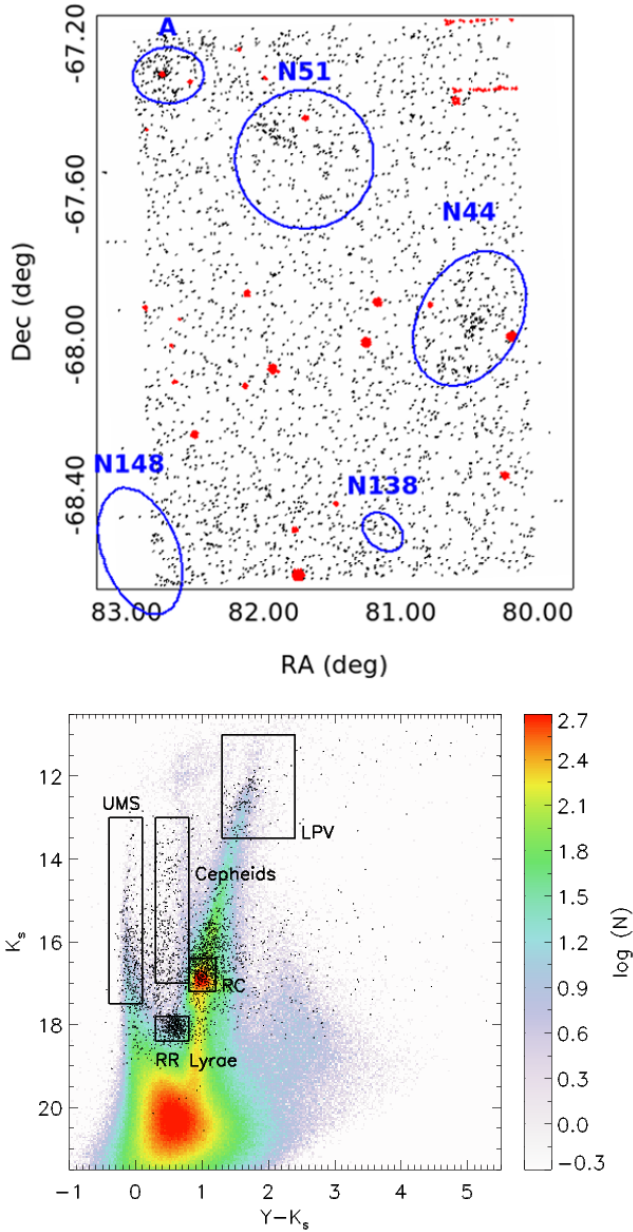 -67.20
A
N51
-67.60
N44
Dec (deg)
-68.00
-68.40
N148
N138
83.00 82.00 81.00 80.00
RA (deg)
2.7
2.4
2.1
1.8
1.5
1.2
0.9
0.6
0.3
0.0
-0.3
log (N)
12
14
16
18
20
K_s
UMS
LPV
Cepheids
RC
RR Lyrae
-1 0 1 2 3 4 5
Y-K_s